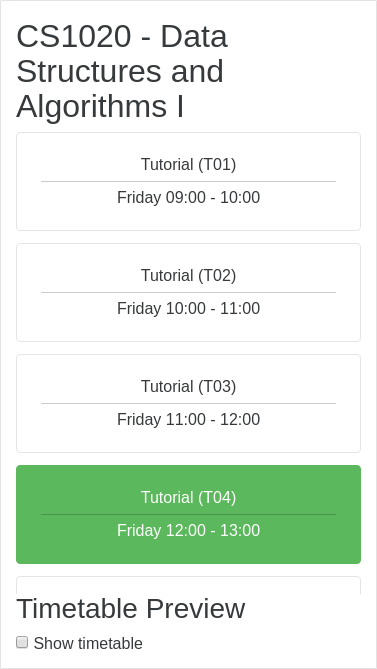 CS1020 - Data
Structures and
Algorithms I
Tutorial (T01)
Friday 09:00 - 10:00
Tutorial (T02)
Friday 10:00 - 11:00
Tutorial (T03)
Friday 11:00 - 12:00
Tutorial (T04)
Friday 12:00 - 13:00
Timetable Preview
Show timetable